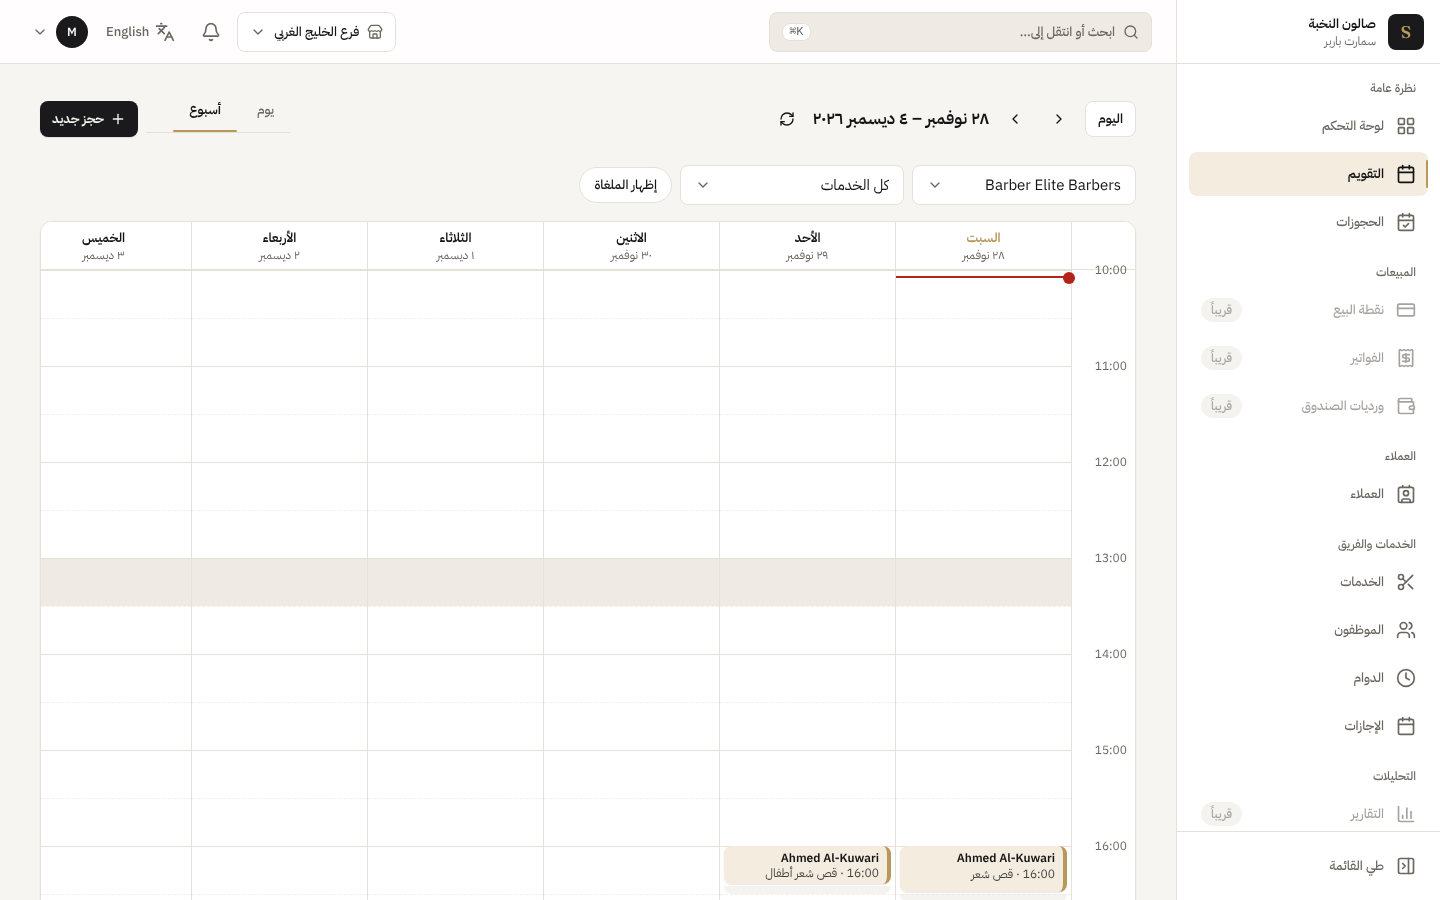 S
صالون النخبة
سمارت باربر
ابحث أو انتقل إلى...
⌘K
فرع الخليج الغربي
English
M
نظرة عامة
لوحة التحكم
التقويم
الحجوزات
المبيعات
نقطة البيع
قريباً
الفواتير
قريباً
ورديات الصندوق
قريباً
العملاء
العملاء
الخدمات والفريق
الخدمات
الموظفون
الدوام
الإجازات
التحليلات
التقارير
قريباً
طي القائمة
اليوم
٢٨ نوفمبر – ٤ ديسمبر ٢٠٢٦
يوم
أسبوع
حجز جديد
Barber Elite Barbers
كل الخدمات
إظهار الملغاة
السبت
٢٨ نوفمبر
الأحد
٢٩ نوفمبر
الاثنين
٣٠ نوفمبر
الثلاثاء
١ ديسمبر
الأربعاء
٢ ديسمبر
الخميس
٣ ديسمبر
10:00
11:00
12:00
13:00
14:00
15:00
16:00
Ahmed Al-Kuwari
16:00 · قص شعر
Ahmed Al-Kuwari
16:00 · قص شعر أطفال